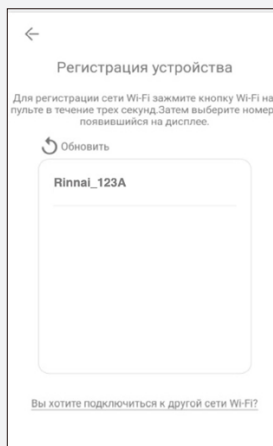 Регистрация устройства
Для регистрации сети Wi-Fi зажмите кнопку Wi-Fi на
пульте в течение трех секунд.Затем выберите номер
появившийся на дисплее.
Обновить
Rinnai_123A
Вы хотите подключиться к другой сети Wi-Fi?